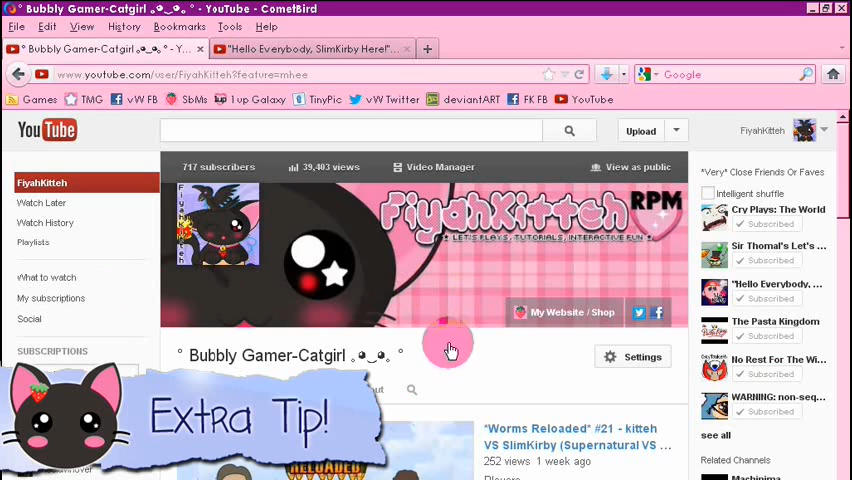 ° Bubbly Gamer-Catgirl ｡◕‿◕｡ ° - YouTube - CometBird
File Edit View History Bookmarks Tools Help
° Bubbly Gamer-Catgirl ｡◕‿◕｡ ° - Y...
"Hello Everybody, SlimKirby Here!"...
www.youtube.com/user/FiyahKitteh?feature=mhee
Google
Games TMG vW FB SbMs 1up Galaxy TinyPic vW Twitter deviantART FK FB YouTube
YouTube
Upload
FiyahKitteh
717 subscribers 39,403 views Video Manager View as public
FiyahKitteh
Watch Later
Watch History
Playlists
What to watch
My subscriptions
Social
SUBSCRIPTIONS
Fiyahkitteh
FiyahKitteh
RPM
LET'S PLAYS, TUTORIALS, INTERACTIVE FUN
My Website / Shop
° Bubbly Gamer-Catgirl ｡◕‿◕｡ °
Settings
Extra Tip!
RELOADED
*Worms Reloaded* #21 - kitteh
VS SlimKirby (Supernatural VS ...
252 views 1 week ago
Players
*Very* Close Friends Or Faves
Intelligent shuffle
Cry Plays: The World
Subscribed
Sir Thomal's Let's ...
Subscribed
"Hello Everybody, ...
Subscribed
The Pasta Kingdom
Subscribed
No Rest For The Wi...
Subscribed
WARNING: non-seq...
Subscribed
see all
Related Channels
Machinima